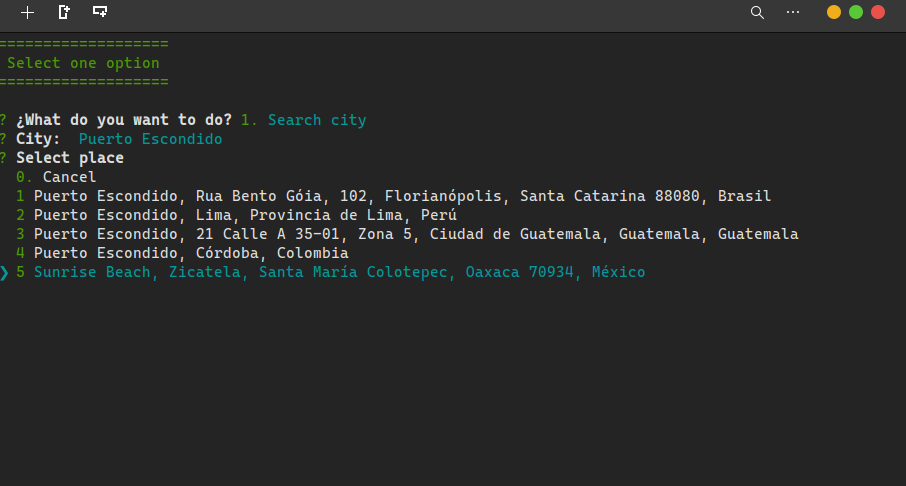 ===================
Select one option
===================
? ¿What do you want to do? 1. Search city
? City: Puerto Escondido
? Select place
0. Cancel
1 Puerto Escondido, Rua Bento Góia, 102, Florianópolis, Santa Catarina 88080, Brasil
2 Puerto Escondido, Lima, Provincia de Lima, Perú
3 Puerto Escondido, 21 Calle A 35-01, Zona 5, Ciudad de Guatemala, Guatemala, Guatemala
4 Puerto Escondido, Córdoba, Colombia
❯ 5 Sunrise Beach, Zicatela, Santa María Colotepec, Oaxaca 70934, México